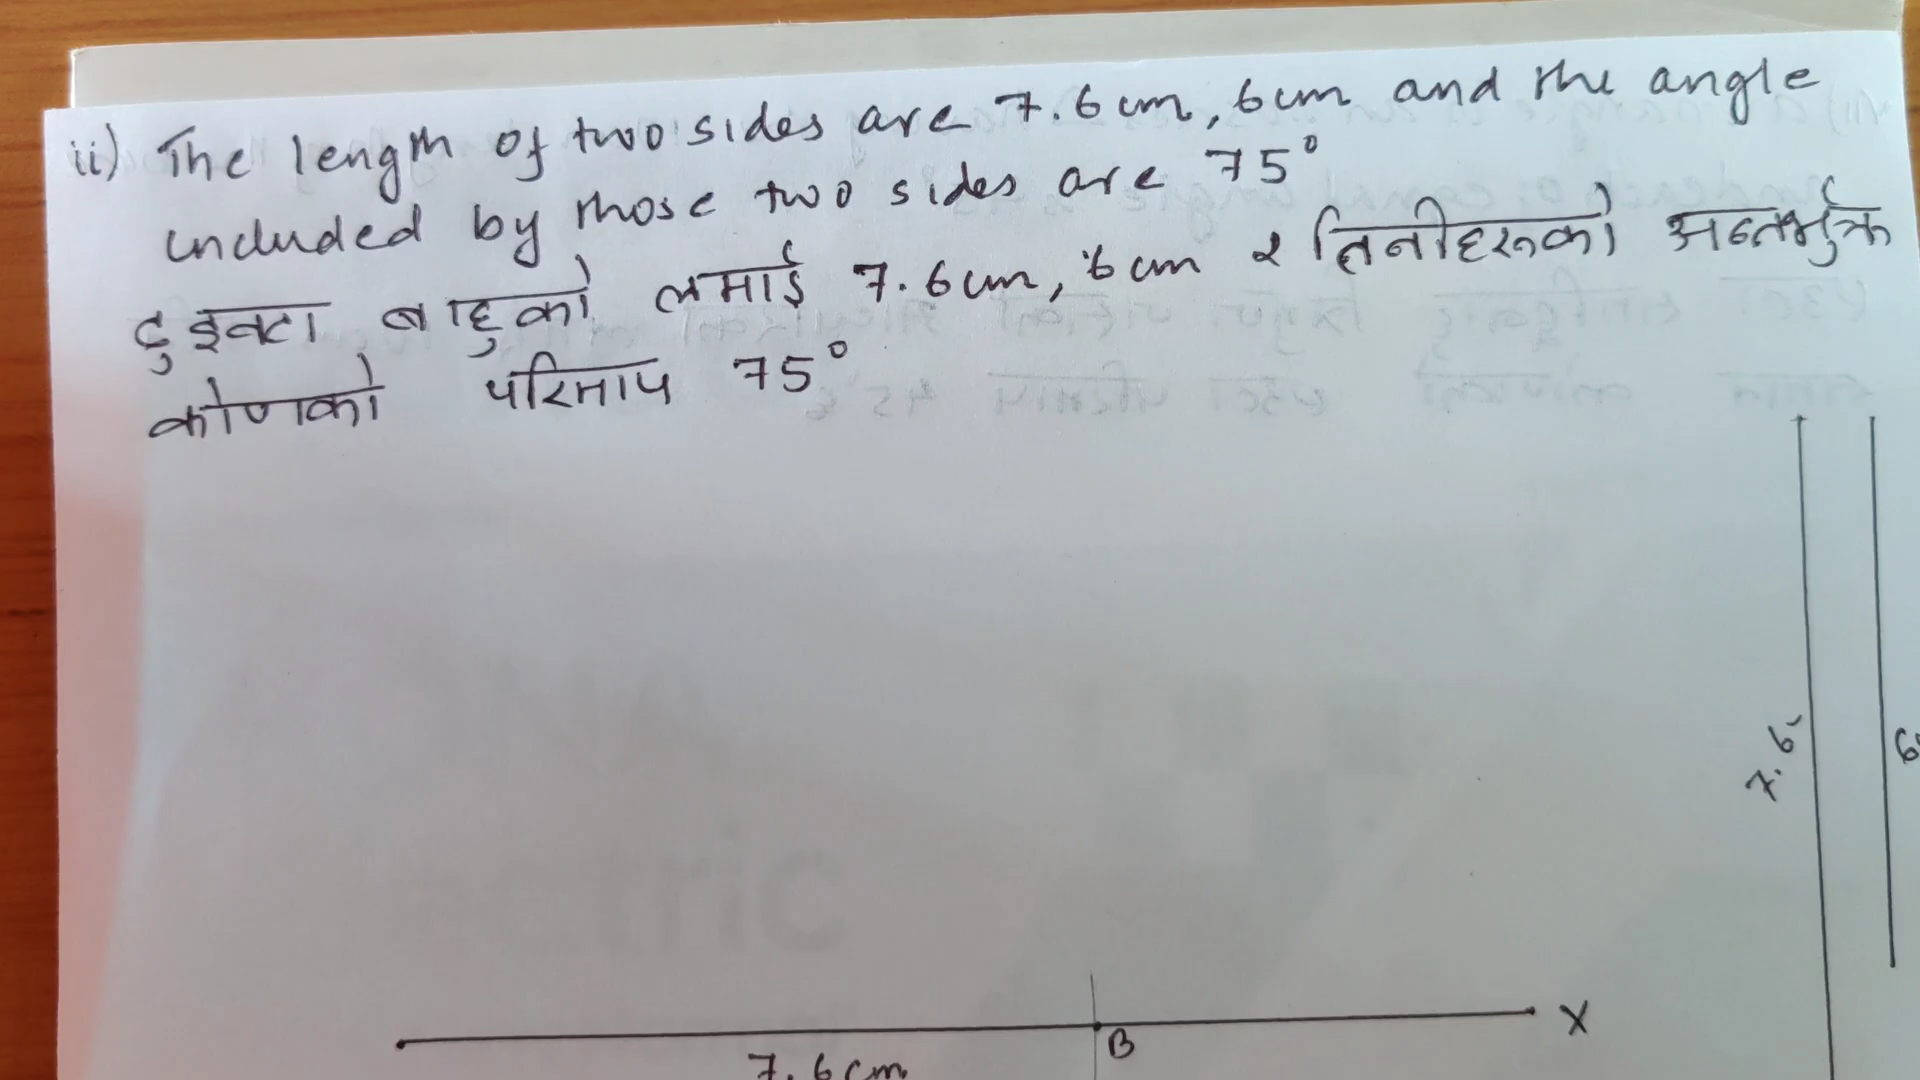 ii) The length of two sides are 7.6 cm, 6 cm and the angle
included by those two sides are 75°
दुइवटा बाहुको लमाई 7.6 cm, 6 cm र तिनीहरूको अन्तर्भुक्त
कोणको परिमाप 75°
7.6
6
X
B
7.6 cm